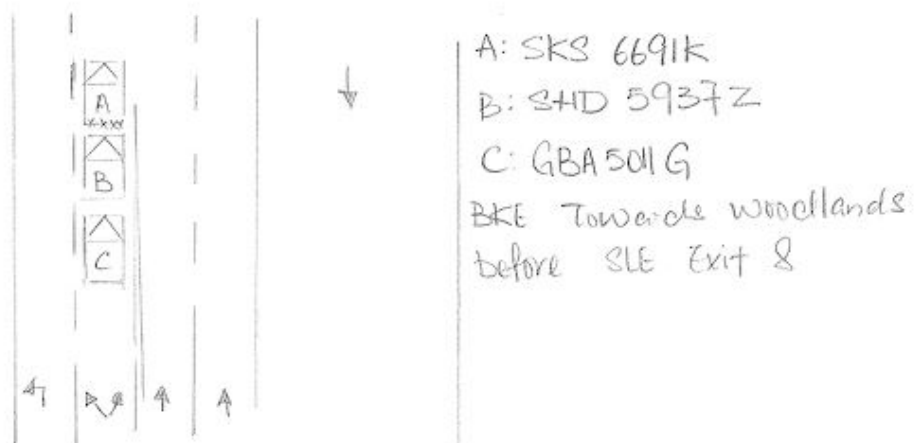 A: SKS 6691K
B: SHD 5937Z
C: GBA 5011G
BKE Towards woodlands
before SLE Exit 8
A
B
C